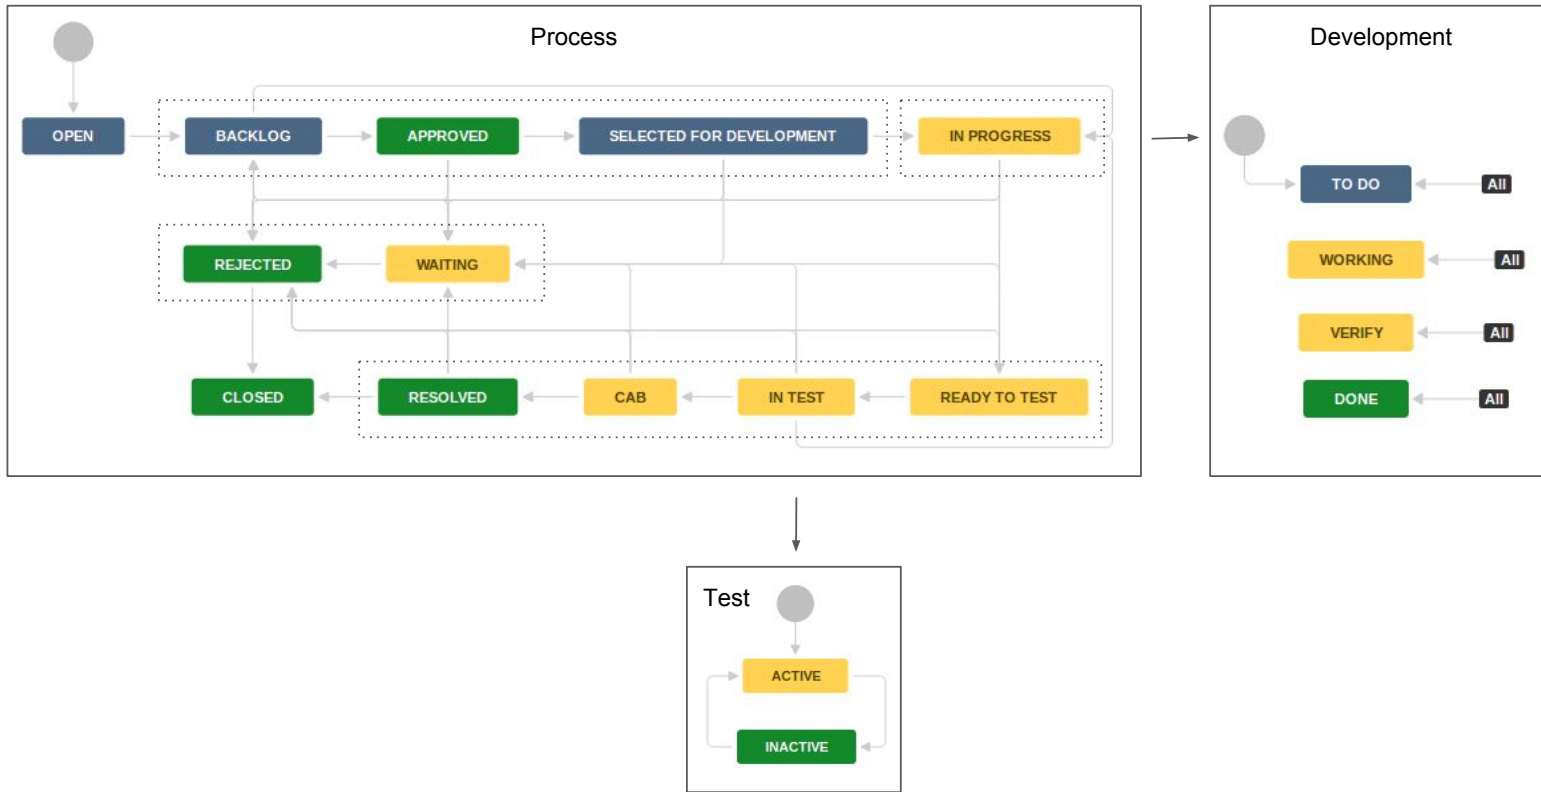 Process
OPEN
BACKLOG
APPROVED
SELECTED FOR DEVELOPMENT
IN PROGRESS
REJECTED
WAITING
CLOSED
RESOLVED
CAB
IN TEST
READY TO TEST
Development
TO DO
All
WORKING
All
VERIFY
All
DONE
All
Test
ACTIVE
INACTIVE